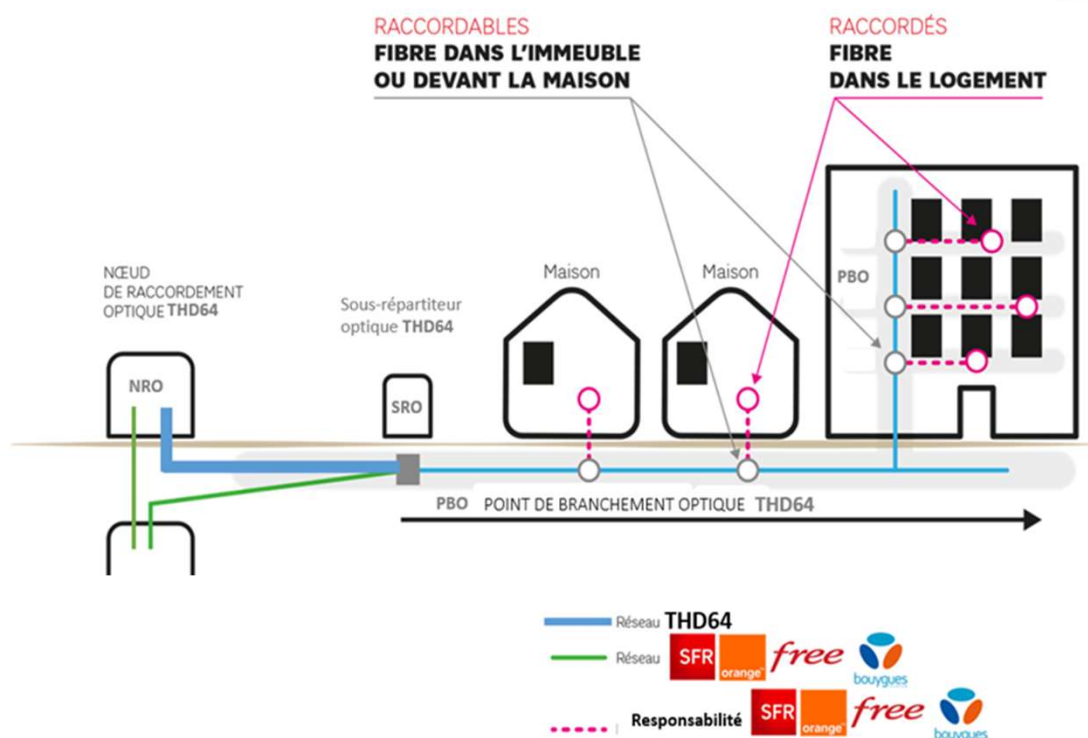 RACCORDABLES
FIBRE DANS L'IMMEUBLE
OU DEVANT LA MAISON
RACCORDÉS
FIBRE
DANS LE LOGEMENT
NŒUD
DE RACCORDEMENT
OPTIQUE THD64
Sous-répartiteur
optique THD64
Maison
Maison
PBO
NRO
SRO
PBO POINT DE BRANCHEMENT OPTIQUE THD64
Réseau THD64
Réseau SFR orange™ free bouygues
Responsabilité SFR orange™ free bouygues